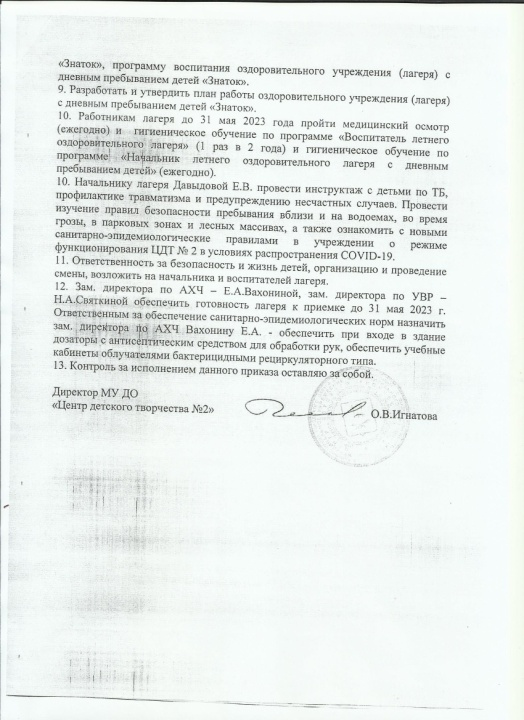 «Знаток», программу воспитания оздоровительного учреждения (лагеря) с
дневным пребыванием детей «Знаток».
9. Разработать и утвердить план работы оздоровительного учреждения (лагеря)
с дневным пребыванием детей «Знаток».
10. Работникам лагеря до 31 мая 2023 года пройти медицинский осмотр
(ежегодно) и гигиеническое обучение по программе «Воспитатель летнего
оздоровительного лагеря» (1 раз в 2 года) и гигиеническое обучение по
программе «Начальник летнего оздоровительного лагеря с дневным
пребыванием детей» (ежегодно).
10. Начальнику лагеря Давыдовой Е.В. провести инструктаж с детьми по ТБ,
профилактике травматизма и предупреждению несчастных случаев. Провести
изучение правил безопасности пребывания вблизи и на водоемах, во время
грозы, в парковых зонах и лесных массивах, а также ознакомить с новыми
санитарно-эпидемиологические правилами в учреждении о режиме
функционирования ЦДТ № 2 в условиях распространения COVID-19.
11. Ответственность за безопасность и жизнь детей, организацию и проведение
смены, возложить на начальника и воспитателей лагеря.
12. Зам. директора по АХЧ – Е.А.Вахониной, зам. директора по УВР –
Н.А.Святкиной обеспечить готовность лагеря к приемке до 31 мая 2023 г.
Ответственным за обеспечение санитарно-эпидемиологических норм назначить
зам. директора по АХЧ Вахонину Е.А. - обеспечить при входе в здание
дозаторы с антисептическим средством для обработки рук, обеспечить учебные
кабинеты облучателями бактерицидными рециркуляторного типа.
13. Контроль за исполнением данного приказа оставляю за собой.
Директор МУ ДО
«Центр детского творчества №2» О.В.Игнатова